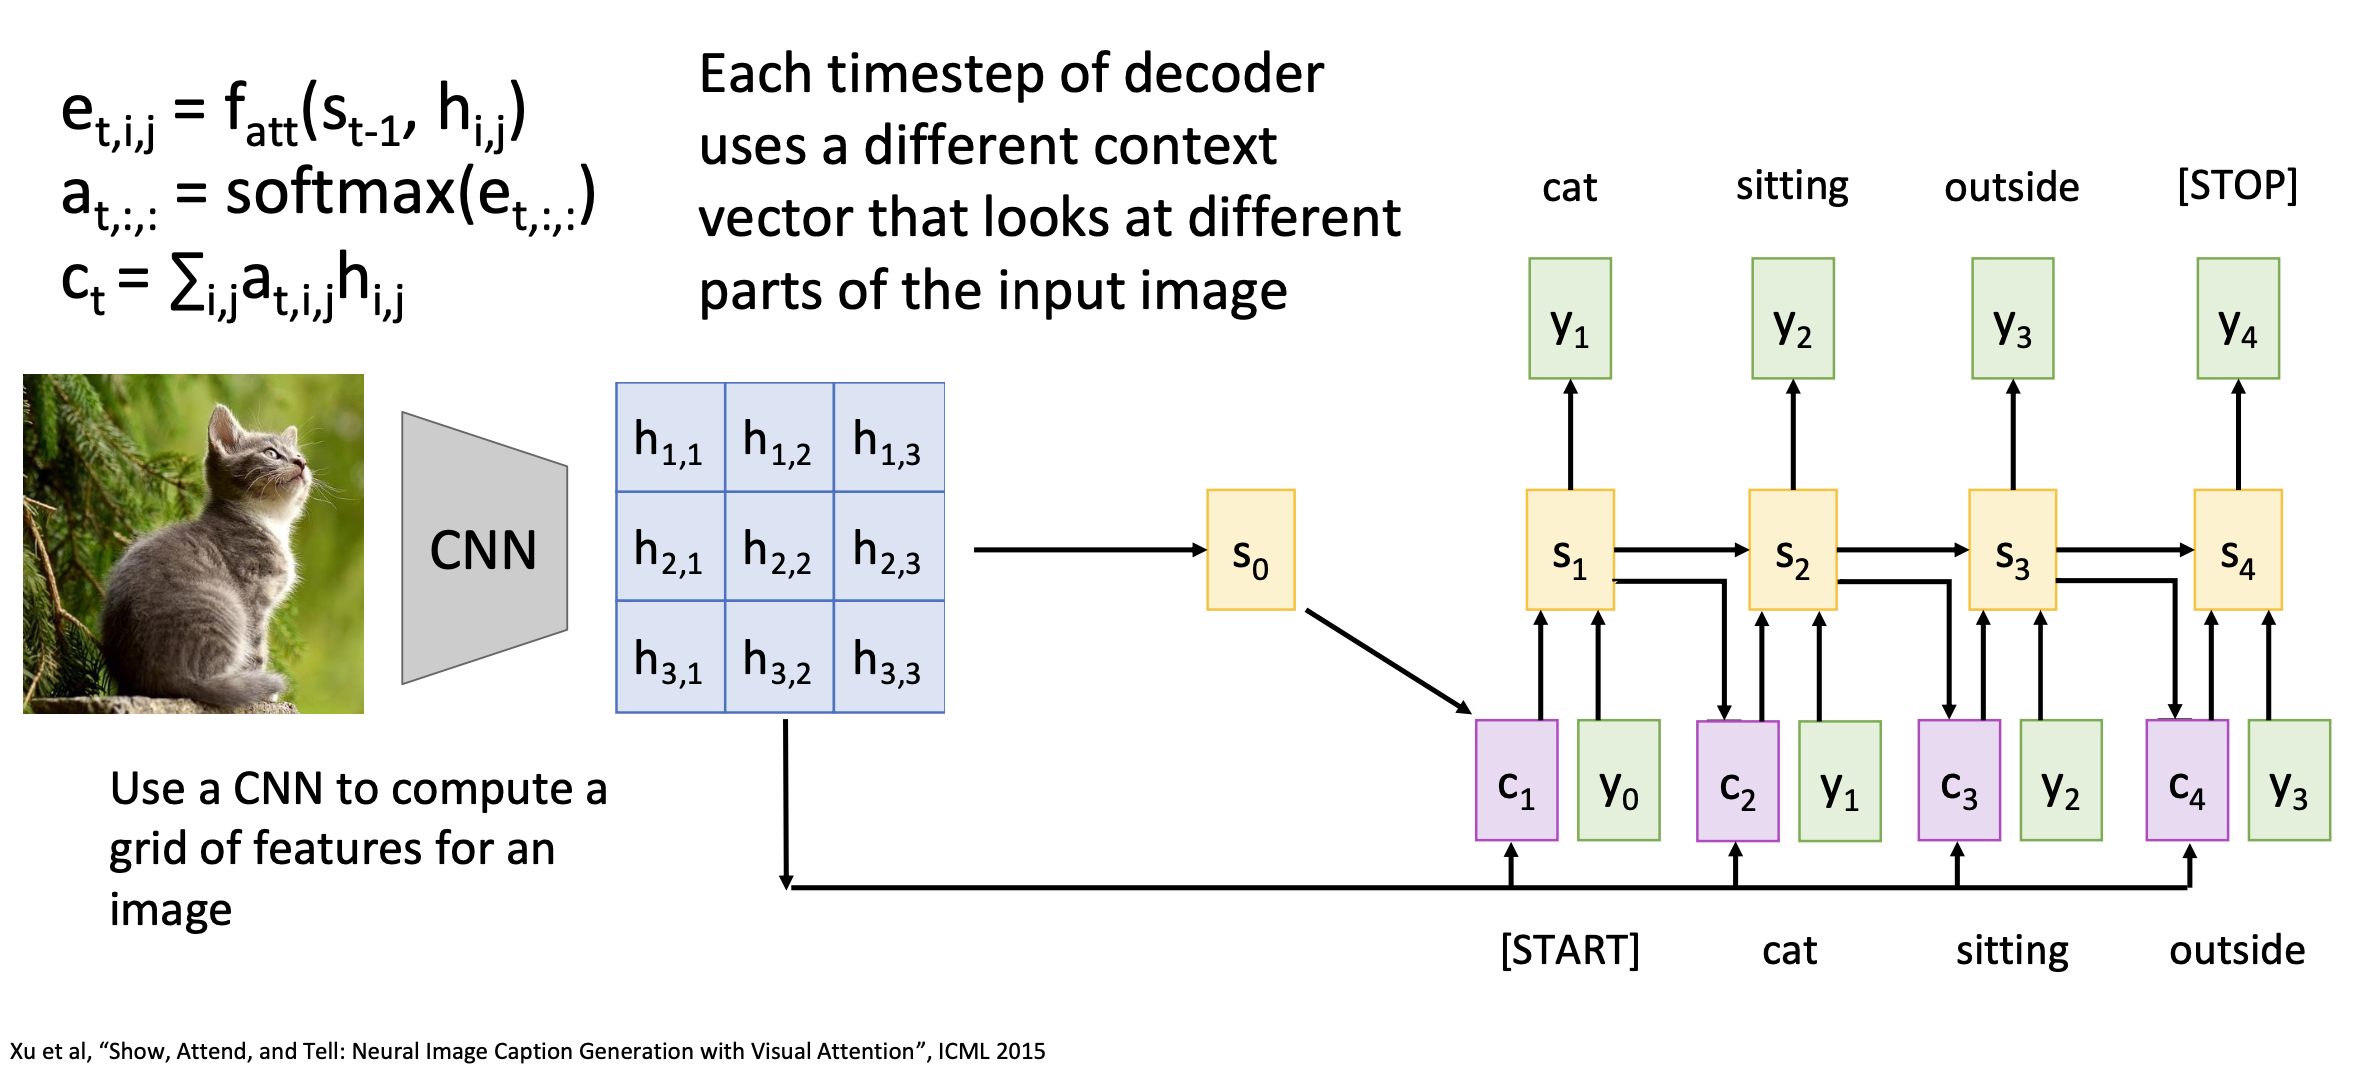 e_{t,i,j} = f_{att}(s_{t-1}, h_{i,j})
a_{t,:,:} = softmax(e_{t,:,:})
c_t = ∑_{i,j}a_{t,i,j}h_{i,j}
Each timestep of decoder
uses a different context
vector that looks at different
parts of the input image
cat sitting outside [STOP]
y_1 y_2 y_3 y_4
h_{1,1} h_{1,2} h_{1,3}
CNN h_{2,1} h_{2,2} h_{2,3} s_0 s_1 s_2 s_3 s_4
h_{3,1} h_{3,2} h_{3,3}
c_1 y_0 c_2 y_1 c_3 y_2 c_4 y_3
Use a CNN to compute a
grid of features for an
image
[START] cat sitting outside
Xu et al, “Show, Attend, and Tell: Neural Image Caption Generation with Visual Attention”, ICML 2015